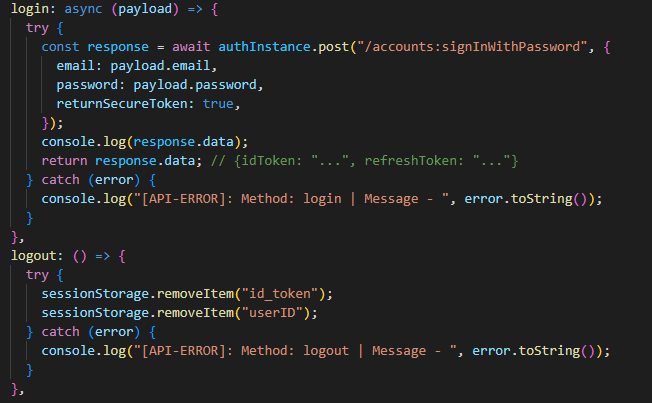 login: async (payload) => {
try {
const response = await authInstance.post("/accounts:signInWithPassword", {
email: payload.email,
password: payload.password,
returnSecureToken: true,
});
console.log(response.data);
return response.data; // {idToken: "...", refreshToken: "..."}
} catch (error) {
console.log("[API-ERROR]: Method: login | Message - ", error.toString());
}
},
logout: () => {
try {
sessionStorage.removeItem("id_token");
sessionStorage.removeItem("userID");
} catch (error) {
console.log("[API-ERROR]: Method: logout | Message - ", error.toString());
}
},